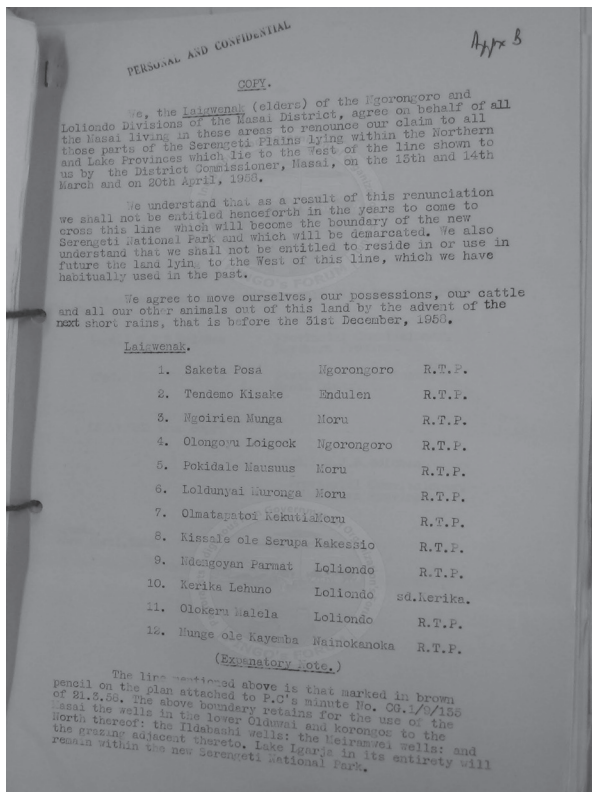 PERSONAL AND CONFIDENTIAL
Appx B
COPY.
We, the Laigwenak (elders) of the Ngorongoro and
Loliondo Divisions of the Masai District, agree on behalf of all
the Masai living in these areas to renounce our claim to all
those parts of the Serengeti Plains lying within the Northern
and Lake Provinces which lie to the West of the line shown to
us by the District Commissioner, Masai, on the 13th and 14th
March and on 20th April, 1958.
We understand that as a result of this renunciation
we shall not be entitled henceforth in the years to come to
cross this line which will become the boundary of the new
Serengeti National Park and which will be demarcated. We also
understand that we shall not be entitled to reside in or use in
future the land lying to the West of this line, which we have
habitually used in the past.
We agree to move ourselves, our possessions, our cattle
and all our other animals out of this land by the advent of the
next short rains, that is before the 31st December, 1958.
Laigwenak.
1. Saketa Posa Ngorongoro R.T.P.
2. Tendemo Kisake Endulen R.T.P.
3. Ngoirien Munga Moru R.T.P.
4. Olongoyu Loigock Ngorongoro R.T.P.
5. Pokidale Mausuus Moru R.T.P.
6. Loldunyai Muronga Moru R.T.P.
7. Olmatapatoi KekutiaMoru R.T.P.
8. Kissale ole Serupa Kakessio R.T.P.
9. Ndengoyan Parmat Loliondo R.T.P.
10. Kerika Lehuno Loliondo sd.Kerika.
11. Olokeru Malela Loliondo R.T.P.
12. Munge ole Kayemba Nainokanoka R.T.P.
(Expanatory Note.)
The line mentioned above is that marked in brown
pencil on the plan attached to P.C's minute No. CG.1/0/155
of 21.3.58. The above boundary retains for the use of the
Masai the wells in the lower Olduvai and korongos to the
North thereof: the Ildabashi wells: the Meiramwei wells: and
the grazing adjacent thereto. Lake Lgarja in its entirety will
remain within the new Serengeti National Park.